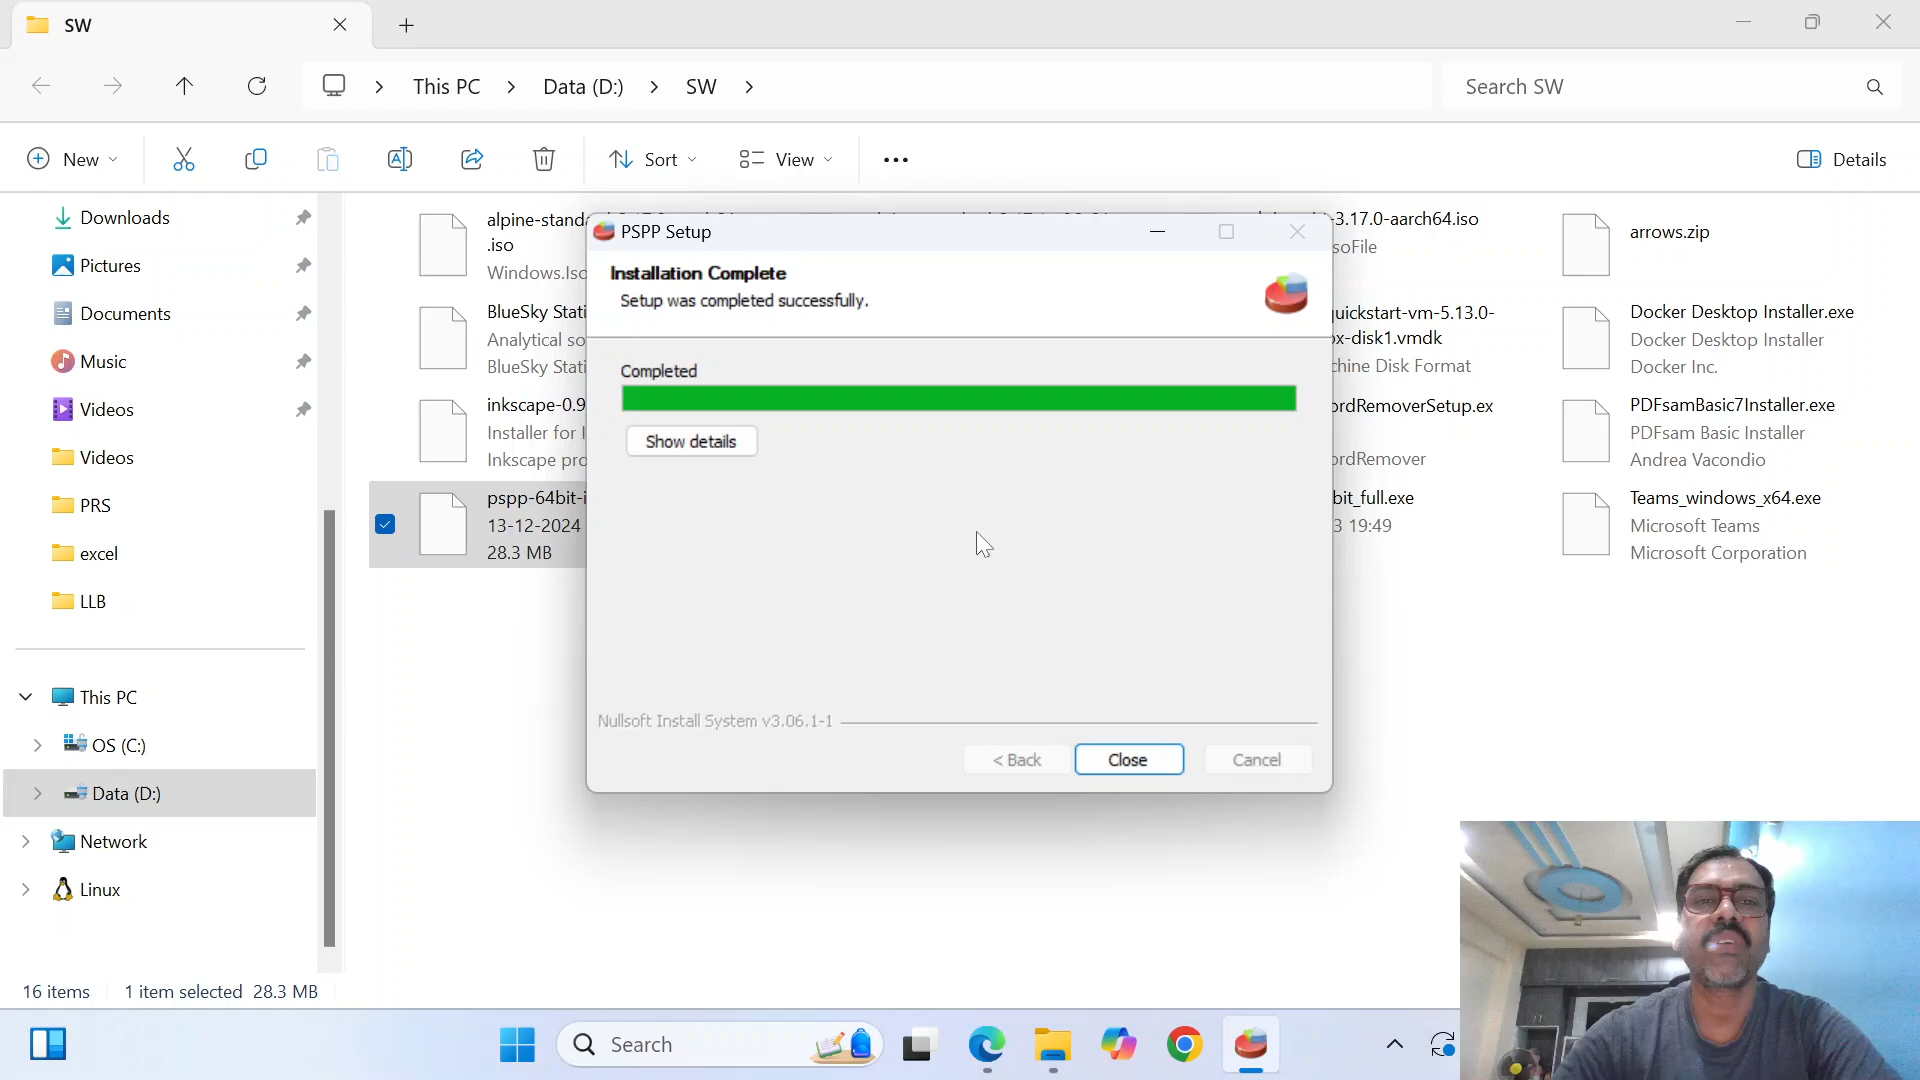 SW
This PC
Data (D:)
SW
Search SW
New
Sort
View
Details
Downloads
Pictures
Documents
Music
Videos
Videos
PRS
excel
LLB
This PC
OS (C:)
Data (D:)
Network
Linux
alpine-standa
.iso
Windows.Iso
BlueSky Stati
Analytical so
BlueSky Stati
inkscape-0.9
Installer for I
Inkscape pro
pspp-64bit-i
13-12-2024
28.3 MB
PSPP Setup
Installation Complete
Setup was completed successfully.
Completed
Show details
Nullsoft Install System v3.06.1-1
< Back
Close
Cancel
-3.17.0-aarch64.iso
soFile
quickstart-vm-5.13.0-
ox-disk1.vmdk
chine Disk Format
ordRemoverSetup.ex
ordRemover
bit_full.exe
3 19:49
arrows.zip
Docker Desktop Installer.exe
Docker Desktop Installer
Docker Inc.
PDFsamBasic7Installer.exe
PDFsam Basic Installer
Andrea Vacondio
Teams_windows_x64.exe
Microsoft Teams
Microsoft Corporation
16 items
1 item selected 28.3 MB
Search